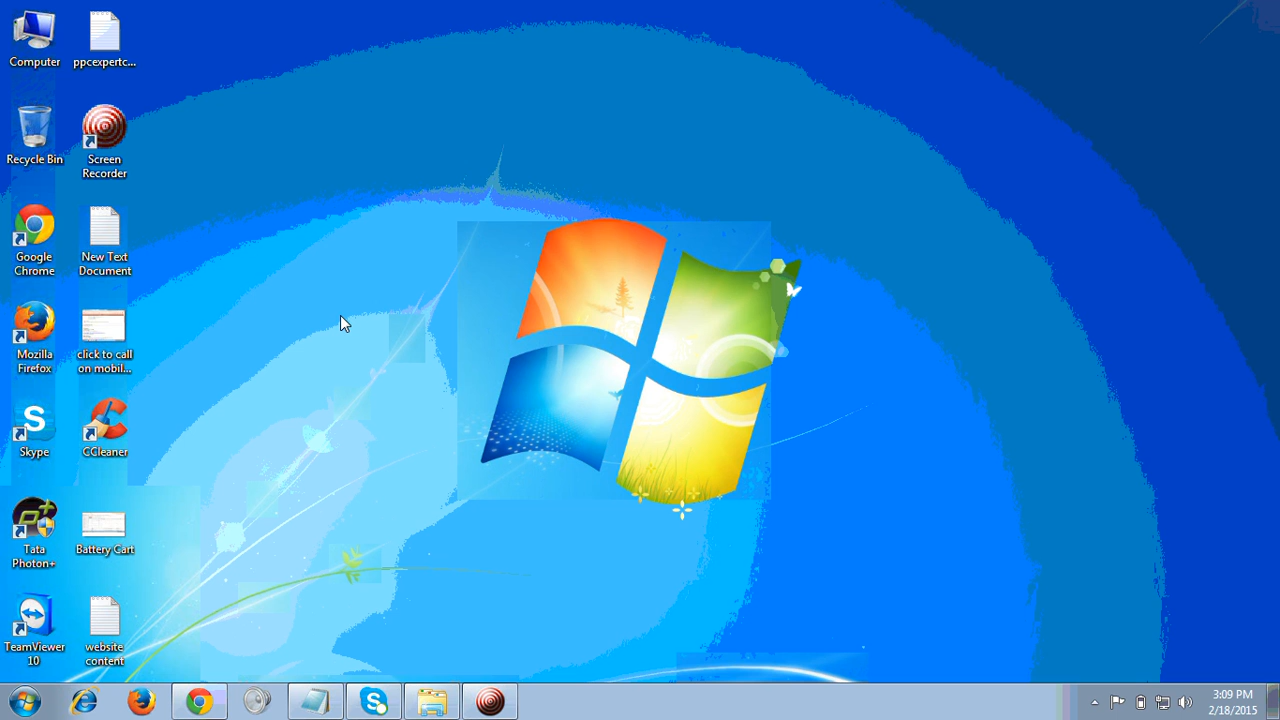 Computer
ppcexpertc...
Recycle Bin
Screen
Recorder
Google
Chrome
New Text
Document
Mozilla
Firefox
click to call
on mobil...
S
Skype
CCleaner
Tata
Photon+
Battery Cart
TeamViewer
10
website
content
3:09 PM
2/18/2015